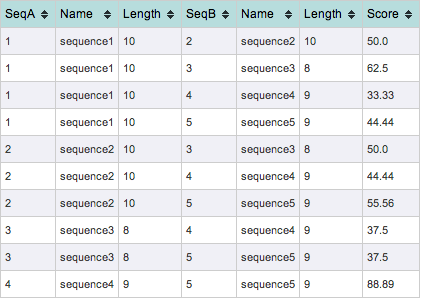 SeqA Name Length SeqB Name Length Score
1 sequence1 10 2 sequence2 10 50.0
1 sequence1 10 3 sequence3 8 62.5
1 sequence1 10 4 sequence4 9 33.33
1 sequence1 10 5 sequence5 9 44.44
2 sequence2 10 3 sequence3 8 50.0
2 sequence2 10 4 sequence4 9 44.44
2 sequence2 10 5 sequence5 9 55.56
3 sequence3 8 4 sequence4 9 37.5
3 sequence3 8 5 sequence5 9 37.5
4 sequence4 9 5 sequence5 9 88.89